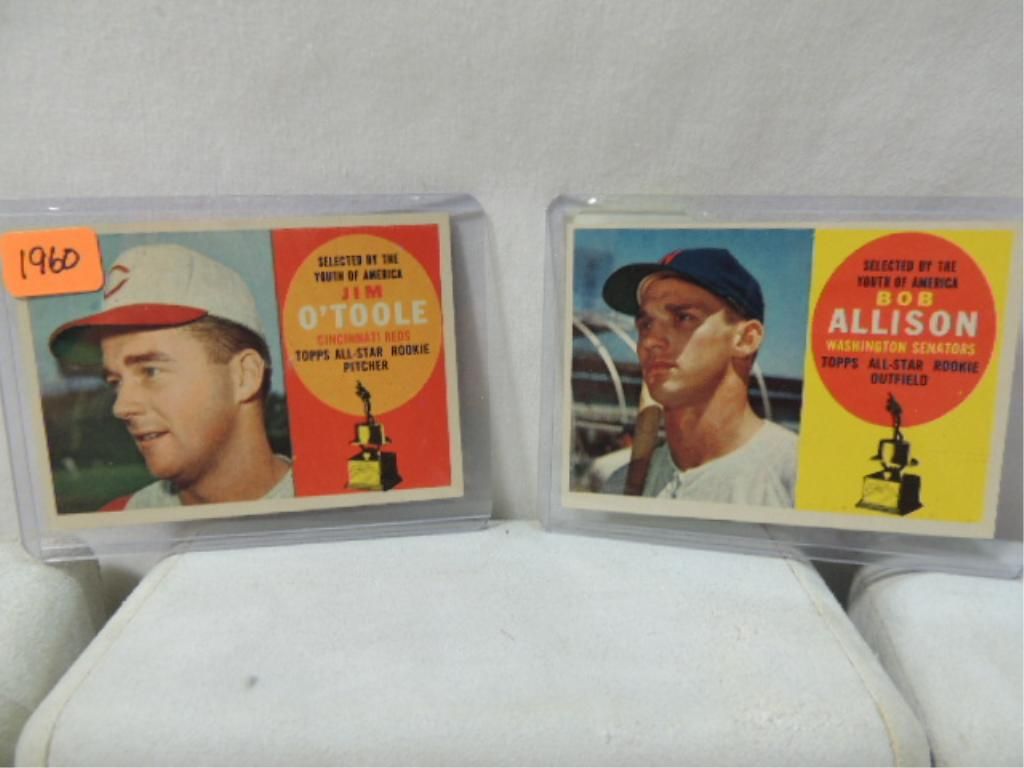 1960
SELECTED BY THE
YOUTH OF AMERICA
JIM
O'TOOLE
CINCINNATI REDS
TOPPS ALL-STAR ROOKIE
PITCHER
SELECTED BY THE
YOUTH OF AMERICA
BOB
ALLISON
WASHINGTON SENATORS
TOPPS ALL-STAR ROOKIE
OUTFIELD